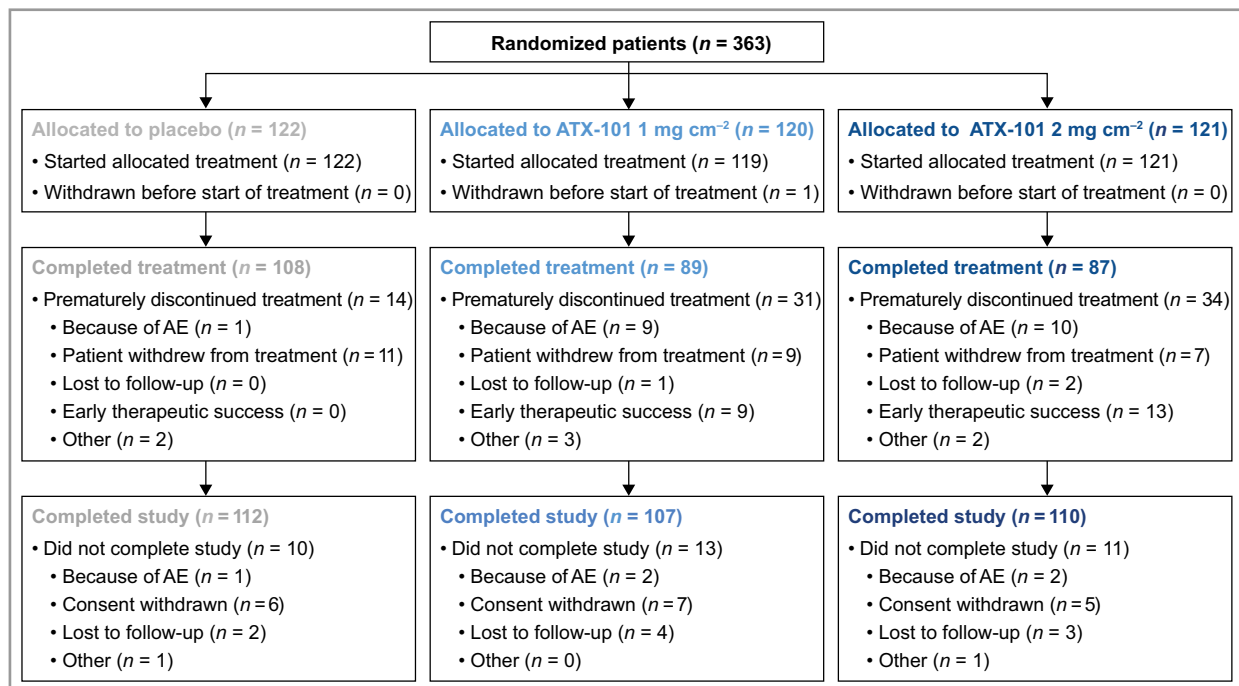 Randomized patients (n = 363)
Allocated to placebo (n = 122)
• Started allocated treatment (n = 122)
• Withdrawn before start of treatment (n = 0)
Allocated to ATX-101 1 mg cm⁻² (n = 120)
• Started allocated treatment (n = 119)
• Withdrawn before start of treatment (n = 1)
Allocated to ATX-101 2 mg cm⁻² (n = 121)
• Started allocated treatment (n = 121)
• Withdrawn before start of treatment (n = 0)
Completed treatment (n = 108)
• Prematurely discontinued treatment (n = 14)
• Because of AE (n = 1)
• Patient withdrew from treatment (n = 11)
• Lost to follow-up (n = 0)
• Early therapeutic success (n = 0)
• Other (n = 2)
Completed treatment (n = 89)
• Prematurely discontinued treatment (n = 31)
• Because of AE (n = 9)
• Patient withdrew from treatment (n = 9)
• Lost to follow-up (n = 1)
• Early therapeutic success (n = 9)
• Other (n = 3)
Completed treatment (n = 87)
• Prematurely discontinued treatment (n = 34)
• Because of AE (n = 10)
• Patient withdrew from treatment (n = 7)
• Lost to follow-up (n = 2)
• Early therapeutic success (n = 13)
• Other (n = 2)
Completed study (n = 112)
• Did not complete study (n = 10)
• Because of AE (n = 1)
• Consent withdrawn (n = 6)
• Lost to follow-up (n = 2)
• Other (n = 1)
Completed study (n = 107)
• Did not complete study (n = 13)
• Because of AE (n = 2)
• Consent withdrawn (n = 7)
• Lost to follow-up (n = 4)
• Other (n = 0)
Completed study (n = 110)
• Did not complete study (n = 11)
• Because of AE (n = 2)
• Consent withdrawn (n = 5)
• Lost to follow-up (n = 3)
• Other (n = 1)